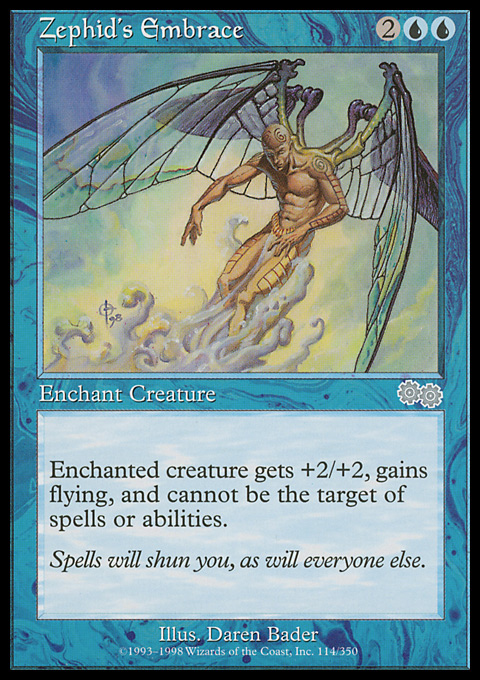 Zephid's Embrace 2
98
Enchant Creature
Enchanted creature gets +2/+2, gains
flying, and cannot be the target of
spells or abilities.
Spells will shun you, as will everyone else.
Illus. Daren Bader
©1993–1998 Wizards of the Coast, Inc. 114/350